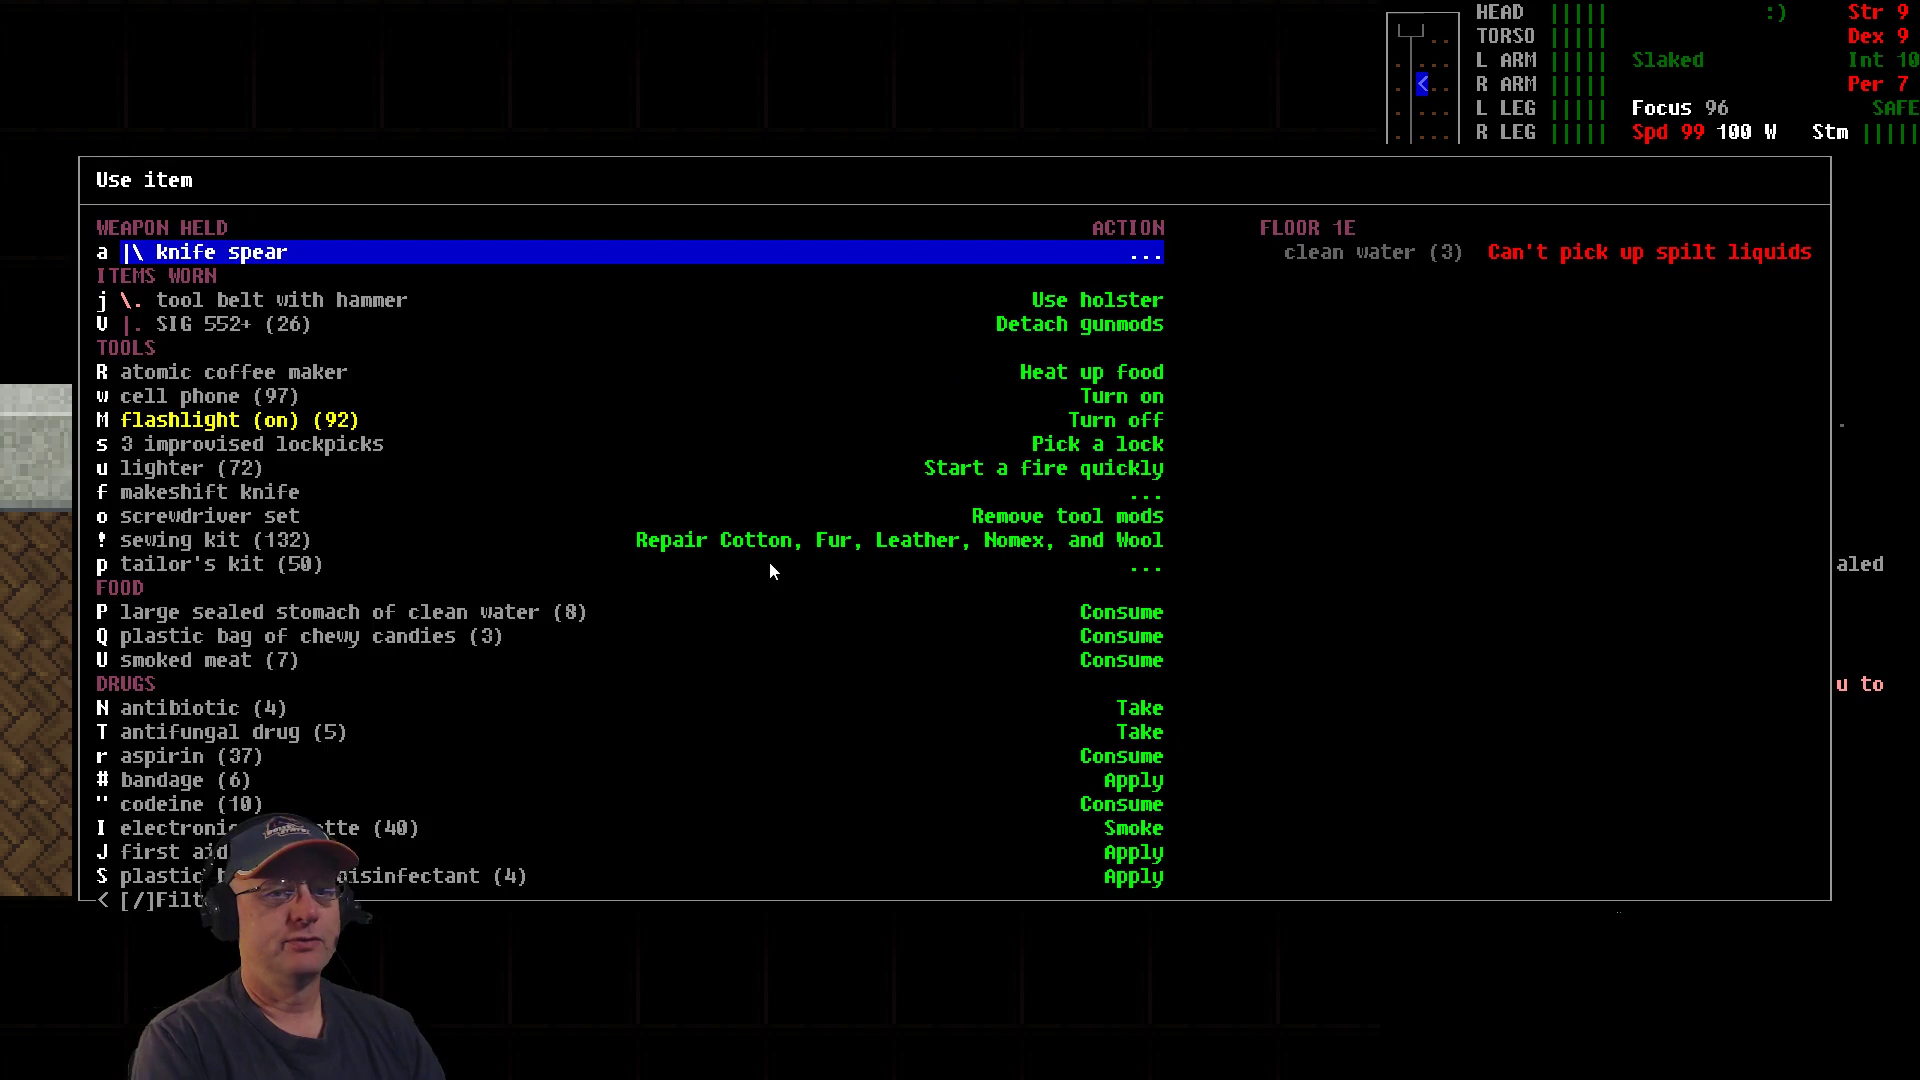 HEAD ||||| :) Str 9
TORSO ||||| Dex 9
L ARM ||||| Slaked Int 10
R ARM ||||| Per 7
L LEG ||||| Focus 96 SAFE
R LEG ||||| Spd 99 100 W Stm |||||
Use item
WEAPON HELD ACTION FLOOR 1E
a |\ knife spear ... clean water (3) Can't pick up spilt liquids
ITEMS WORN
j \. tool belt with hammer Use holster
V |. SIG 552+ (26) Detach gunmods
TOOLS
R atomic coffee maker Heat up food
w cell phone (97) Turn on
M flashlight (on) (92) Turn off
s 3 improvised lockpicks Pick a lock
u lighter (72) Start a fire quickly
f makeshift knife ...
o screwdriver set Remove tool mods
! sewing kit (132) Repair Cotton, Fur, Leather, Nomex, and Wool
p tailor's kit (50) ... aled
FOOD
P large sealed stomach of clean water (8) Consume
Q plastic bag of chewy candies (3) Consume
U smoked meat (7) Consume
DRUGS u to
N antibiotic (4) Take
T antifungal drug (5) Take
r aspirin (37) Consume
# bandage (6) Apply
" codeine (10) Consume
I electronic tte (40) Smoke
J first aid Apply
S plastic isinfectant (4) Apply
< [/]Filt